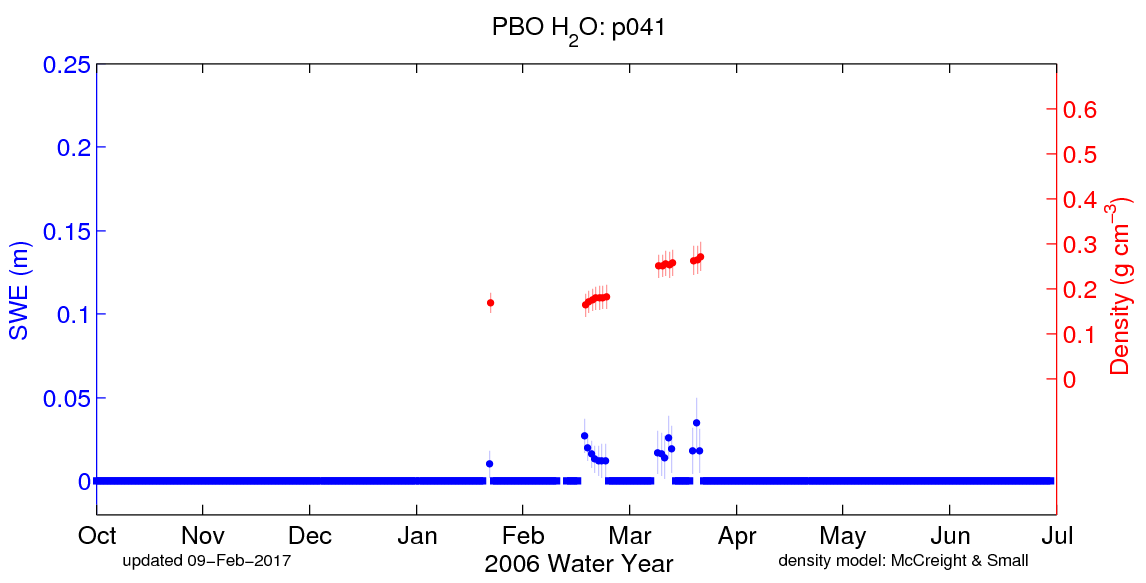 PBO H₂O: p041
0.25
0.2
0.15
0.1
0.05
0
SWE (m)
0.6
0.5
0.4
0.3
0.2
0.1
0
Density (g cm⁻³)
Oct Nov Dec Jan Feb Mar Apr May Jun Jul
updated 09−Feb−2017
2006 Water Year
density model: McCreight & Small